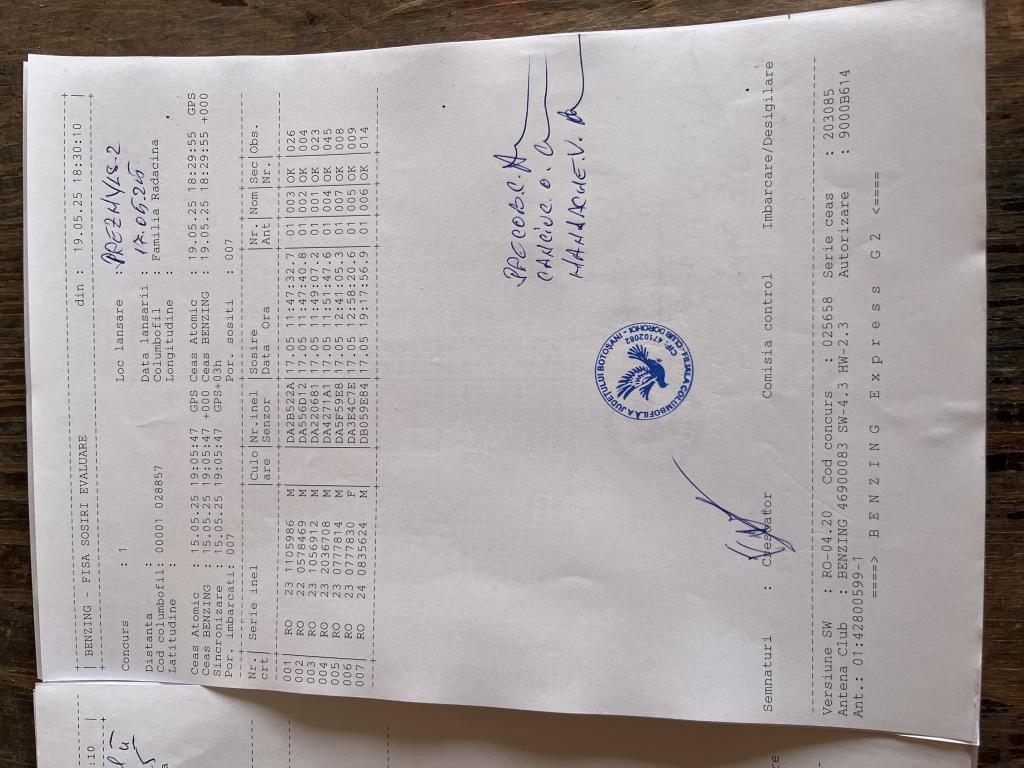 BENZING - FISA SOSIRI EVALUARE din : 19.05.25 18:30:10
Concurs : 1 Loc lansare :
Distanta Data lansarii : 17.05.25
Cod columbofil: 00001 028857 Columbofil : Familia Radacina
Latitudine : Longitudine :
Ceas Atomic : 15.05.25 19:05:47 GPS Ceas Atomic : 19.05.25 18:29:55 GPS
Ceas BENZING : 15.05.25 19:05:47 +000 Ceas BENZING : 19.05.25 18:29:55 +000
Sincronizare : 15.05.25 19:05:47 GPS+03h
Por. imbarcati: 007 Por. sositi : 007
Nr.| Serie inel |Culo|Nr.inel |Sosire |Nr.|Nom|Sec|Obs.
crt| |are |sensor |Data Ora |Ant| |Nr.|
001| RO 23 1105986 M | |DA2B522A|17.05 11:47:32.7 |01 |003|OK |026
002| RO 22 0578469 M | |DA556D12|17.05 11:47:40.8 |01 |002|OK |004
003| RO 23 1056912 M | |DA220681|17.05 11:49:07.2 |01 |001|OK |023
004| RO 23 2036708 M | |DA4271A1|17.05 11:51:47.6 |01 |004|OK |045
005| RO 23 0777814 M | |DA5F59E8|17.05 12:41:05.3 |01 |007|OK |008
006| RO 23 0777830 F | |DA3E4C7E|17.05 12:58:60.6 |01 |005|OK |009
007| RO 24 0835624 M | |DB059E84|17.05 19:17:56.9 |01 |006|OK |014
FILIALA COLUMBOFILĂ A JUDEȚULUI BOTOȘANI - CIF: 47102082 - CLUB DOROHOI
Semnaturi : Crescator Comisia control Imbarcare/Desigilare
Versiune SW : RO-04.20 / Cod concurs : 025658 Serie ceas : 203085
Antena Club : BENZING 46900083 SW-4.3 HW-2.3 Autorizare : 9000B614
Ant.: 01:42800599-1
====> B E N Z I N G E x p r e s s G 2 <====